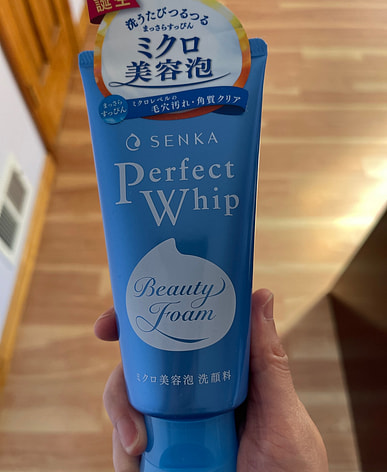 誕生
洗うたびつるつる
まっさらすっぴん
ミクロ
美容泡
まっさら
すっぴん
ミクロレベルの
毛穴汚れ・角質クリア
SENKA
Perfect
Whip
Beauty
Foam
ミクロ美容泡 洗顔料